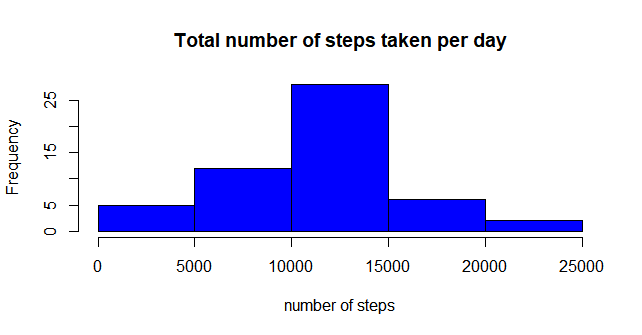 Total number of steps taken per day
Frequency
25
15
5
0
0 5000 10000 15000 20000 25000
number of steps